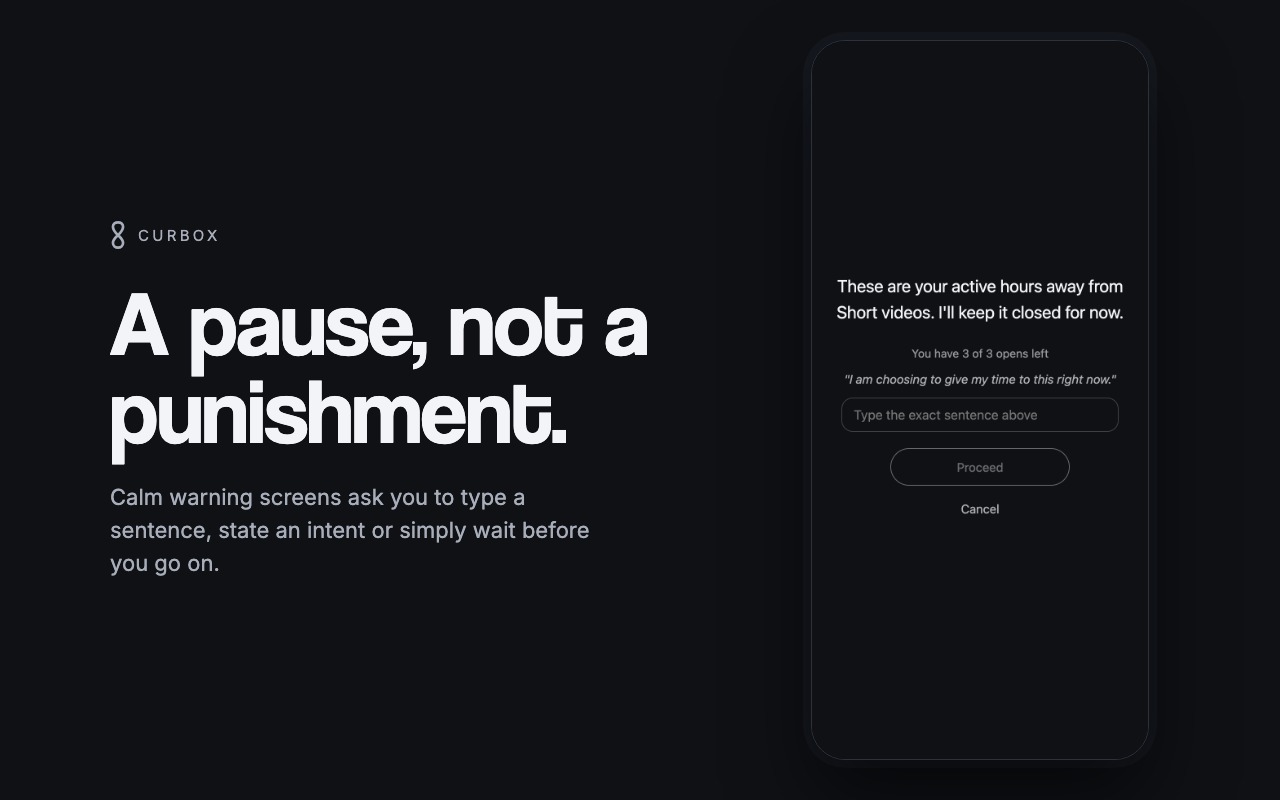 CURBOX
A pause, not a
punishment.
Calm warning screens ask you to type a
sentence, state an intent or simply wait before
you go on.
These are your active hours away from
Short videos. I'll keep it closed for now.
You have 3 of 3 opens left
"I am choosing to give my time to this right now."
Type the exact sentence above
Proceed
Cancel